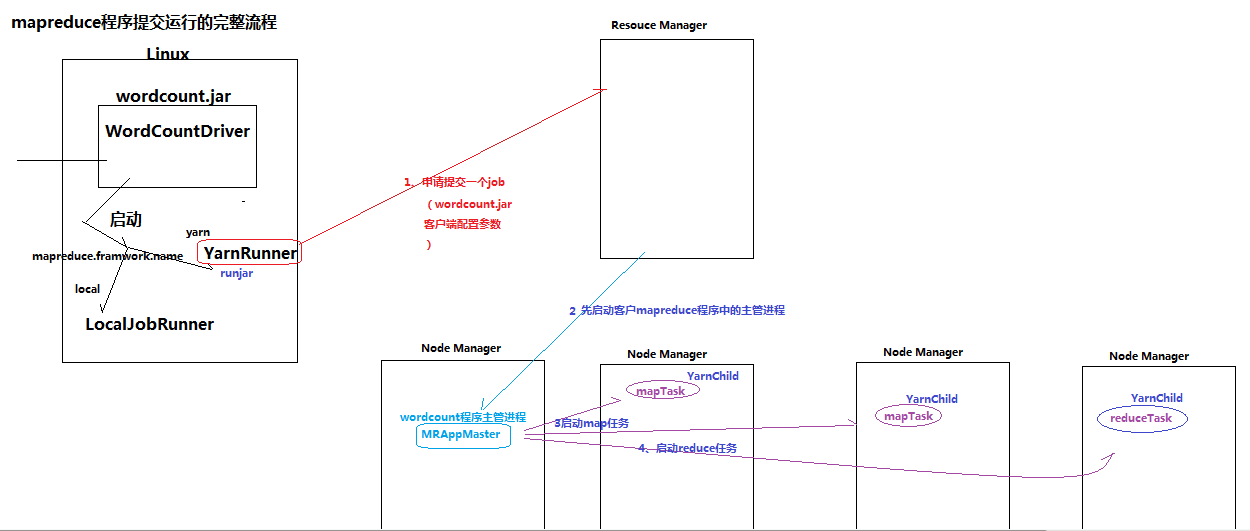 mapreduce程序提交运行的完整流程
Linux
wordcount.jar
WordCountDriver
启动
yarn
mapreduce.framwork.name
YarnRunner
runjar
local
LocalJobRunner
Resouce Manager
1、申请提交一个job
（wordcount.jar
客户端配置参数
）
2 先启动客户mapreduce程序中的主管进程
Node Manager
wordcount程序主管进程
MRAppMaster
Node Manager
YarnChild
mapTask
3启动map任务
4、启动reduce任务
Node Manager
YarnChild
mapTask
Node Manager
YarnChild
reduceTask